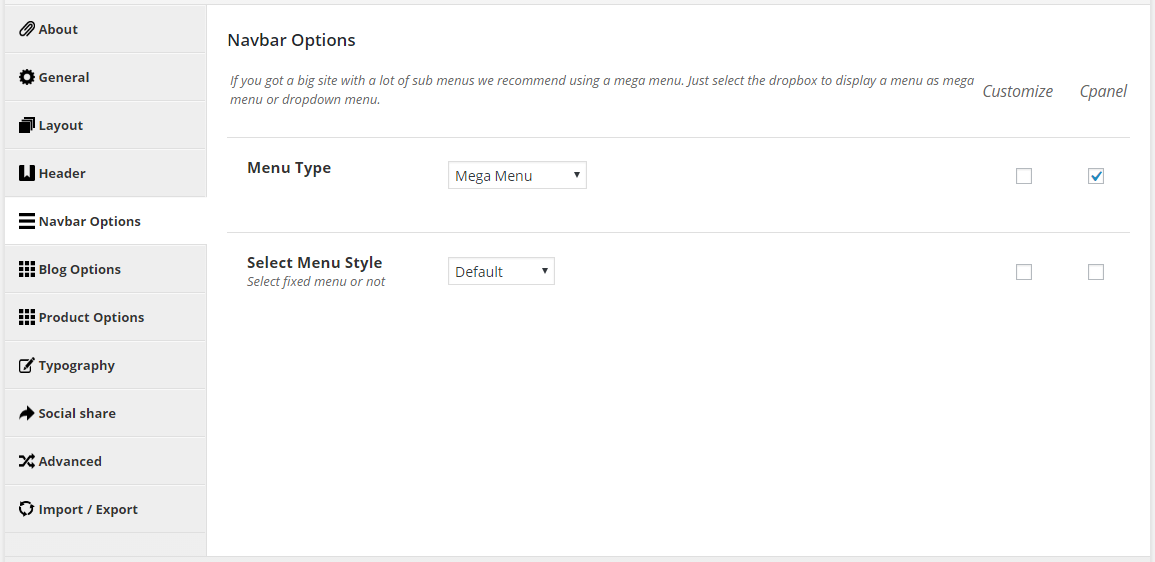 About
General
Layout
Header
Navbar Options
Blog Options
Product Options
Typography
Social share
Advanced
Import / Export
Navbar Options
If you got a big site with a lot of sub menus we recommend using a mega menu. Just select the dropbox to display a menu as mega
menu or dropdown menu.
Customize Cpanel
Menu Type Mega Menu
Select Menu Style Default
Select fixed menu or not